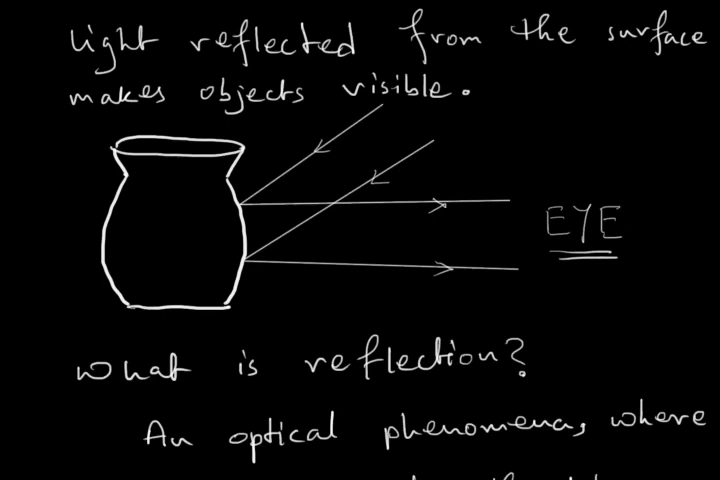 light reflected from the surface
makes objects visible.
EYE
What is reflection?
An optical phenomena, where